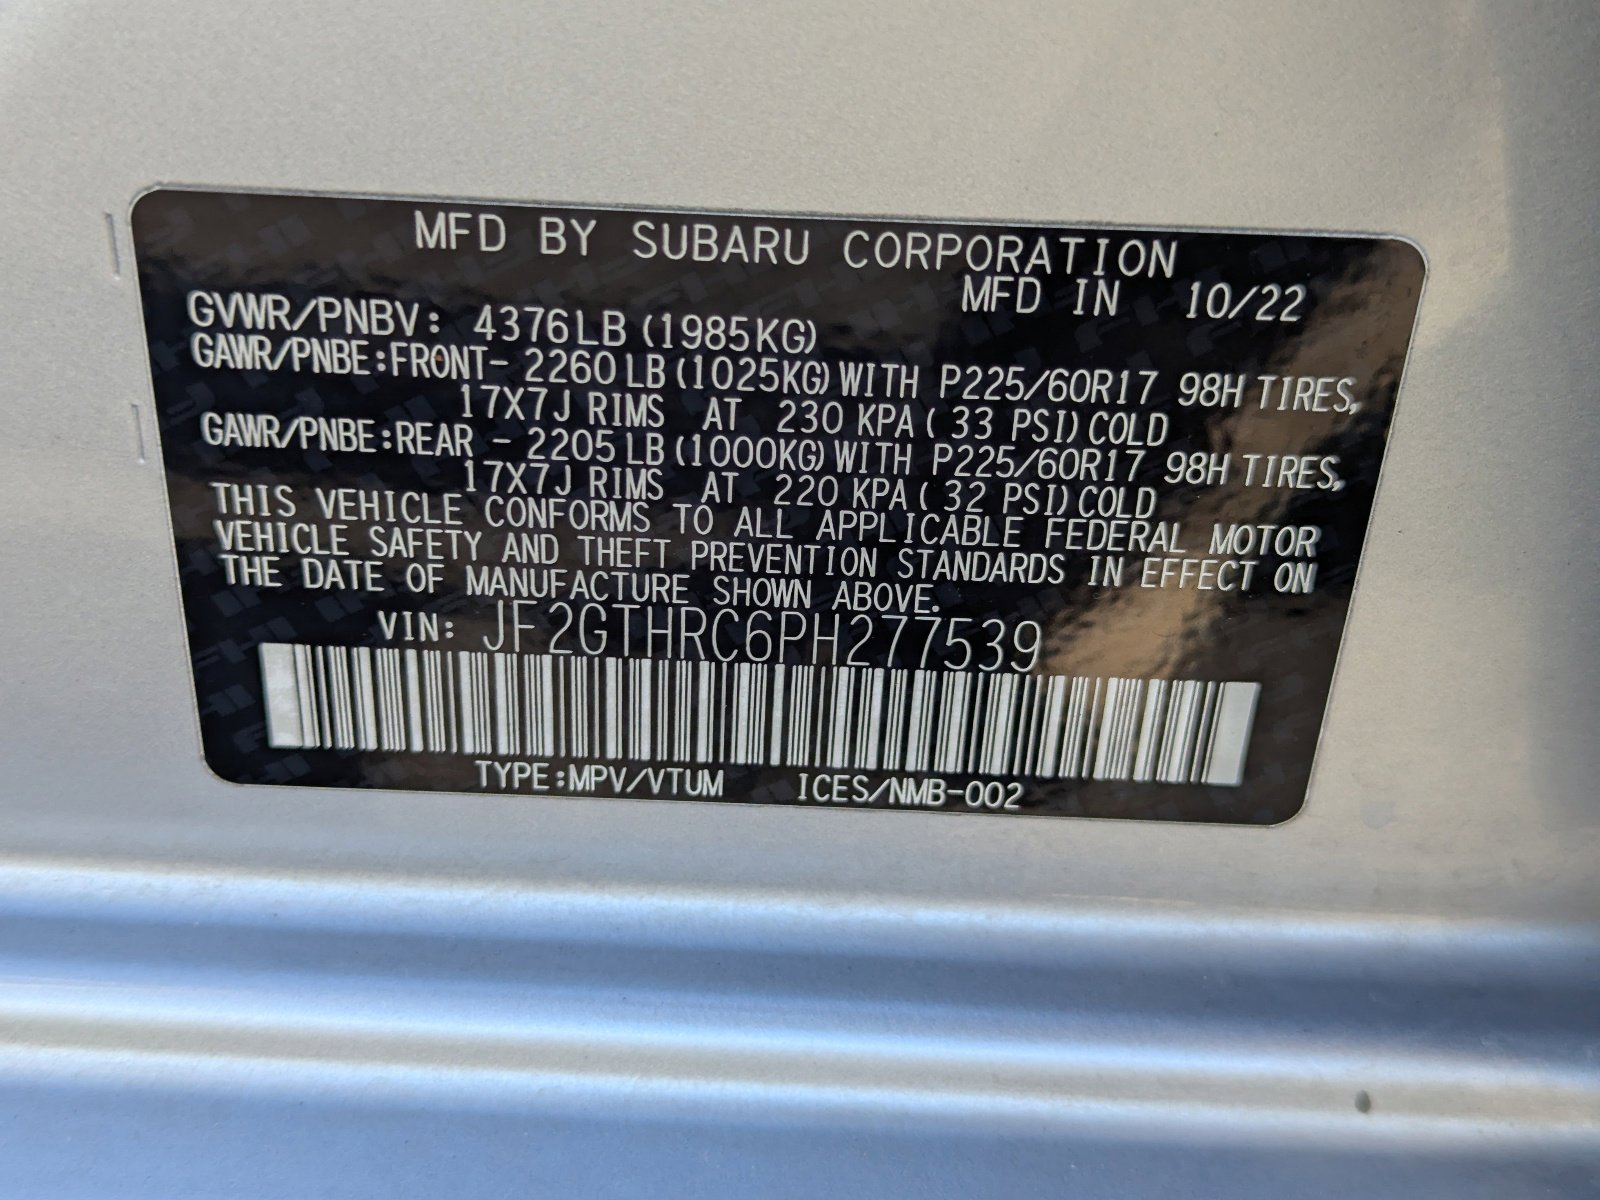 MFD BY SUBARU CORPORATION
MFD IN 10/22
GVWR/PNBV: 4376LB (1985KG)
GAWR/PNBE:FRONT- 2260LB (1025KG) WITH P225/60R17 98H TIRES,
17X7J RIMS AT 230 KPA( 33 PSI) COLD
GAWR/PNBE:REAR - 2205LB (1000KG) WITH P225/60R17 98H TIRES,
17X7J RIMS AT 220 KPA( 32 PSI) COLD
THIS VEHICLE CONFORMS TO ALL APPLICABLE FEDERAL MOTOR
VEHICLE SAFETY AND THEFT PREVENTION STANDARDS IN EFFECT ON
THE DATE OF MANUFACTURE SHOWN ABOVE.
VIN: JF2GTHRC6PH277539
TYPE:MPV/VTUM ICES/NMB-002